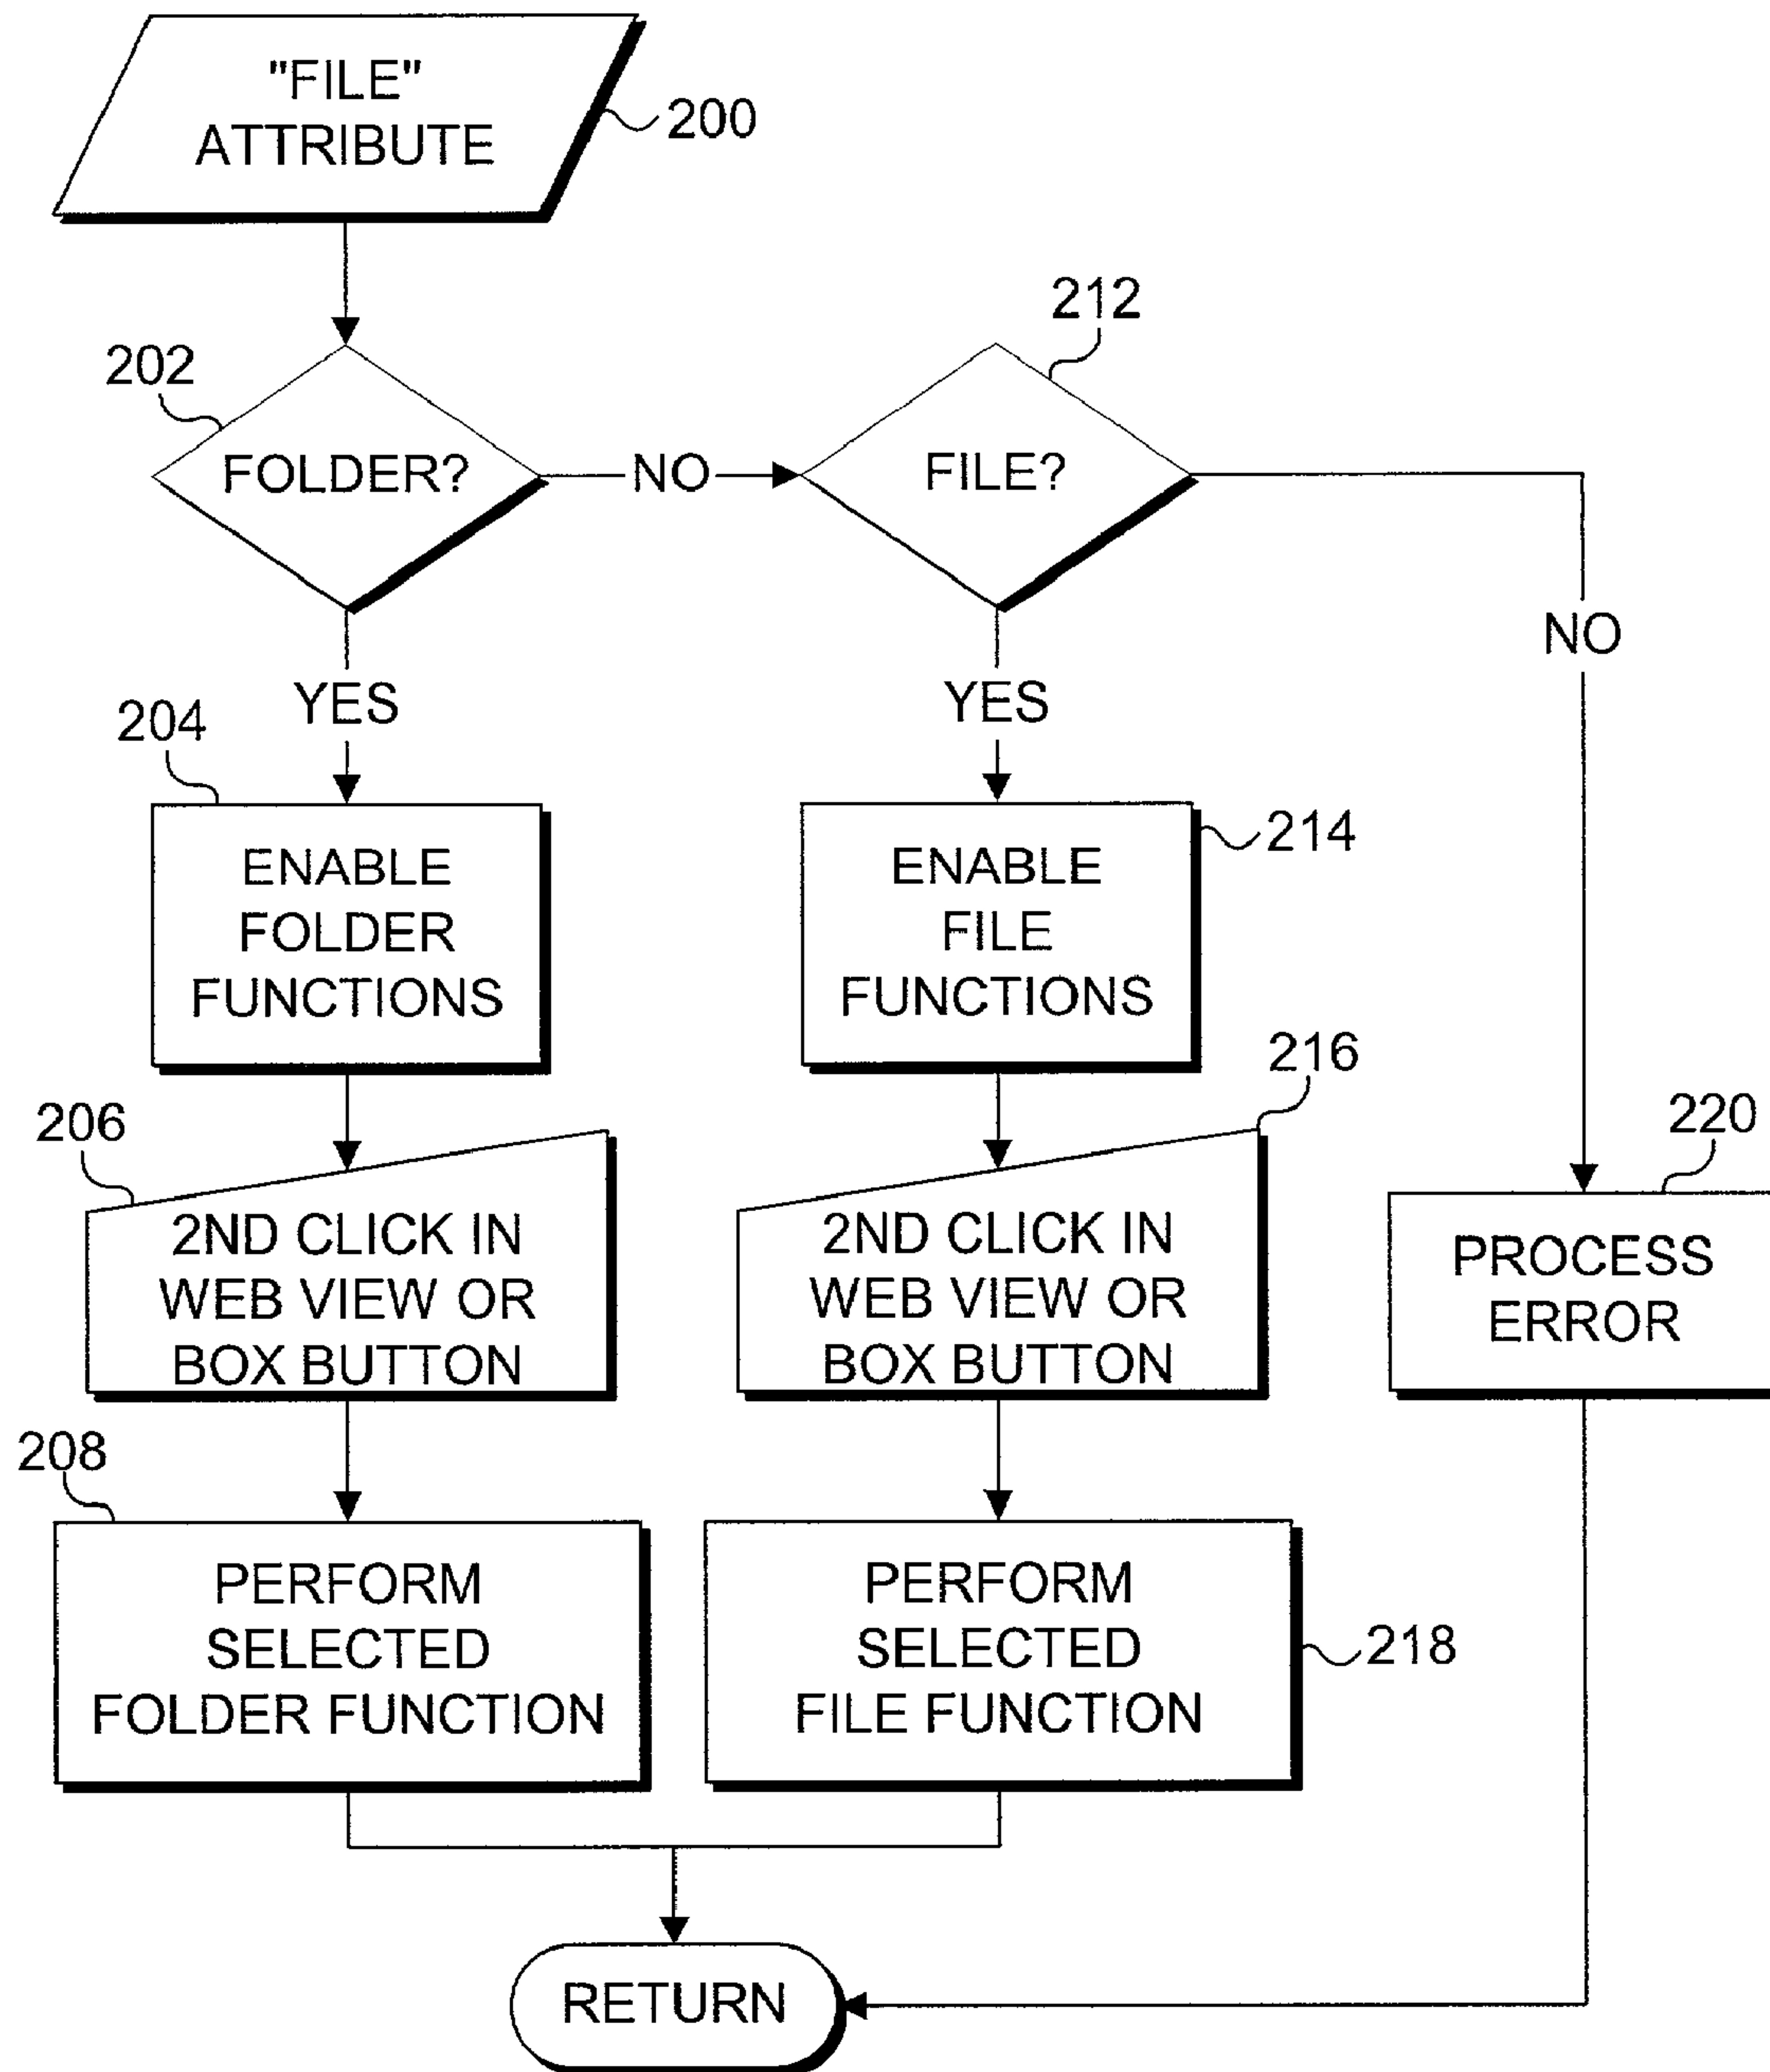 "FILE"
ATTRIBUTE
200
202
FOLDER?
NO
212
FILE?
NO
YES
YES
204
ENABLE
FOLDER
FUNCTIONS
ENABLE
FILE
FUNCTIONS
214
206
2ND CLICK IN
WEB VIEW OR
BOX BUTTON
216
2ND CLICK IN
WEB VIEW OR
BOX BUTTON
220
PROCESS
ERROR
208
PERFORM
SELECTED
FOLDER FUNCTION
PERFORM
SELECTED
FILE FUNCTION
218
RETURN